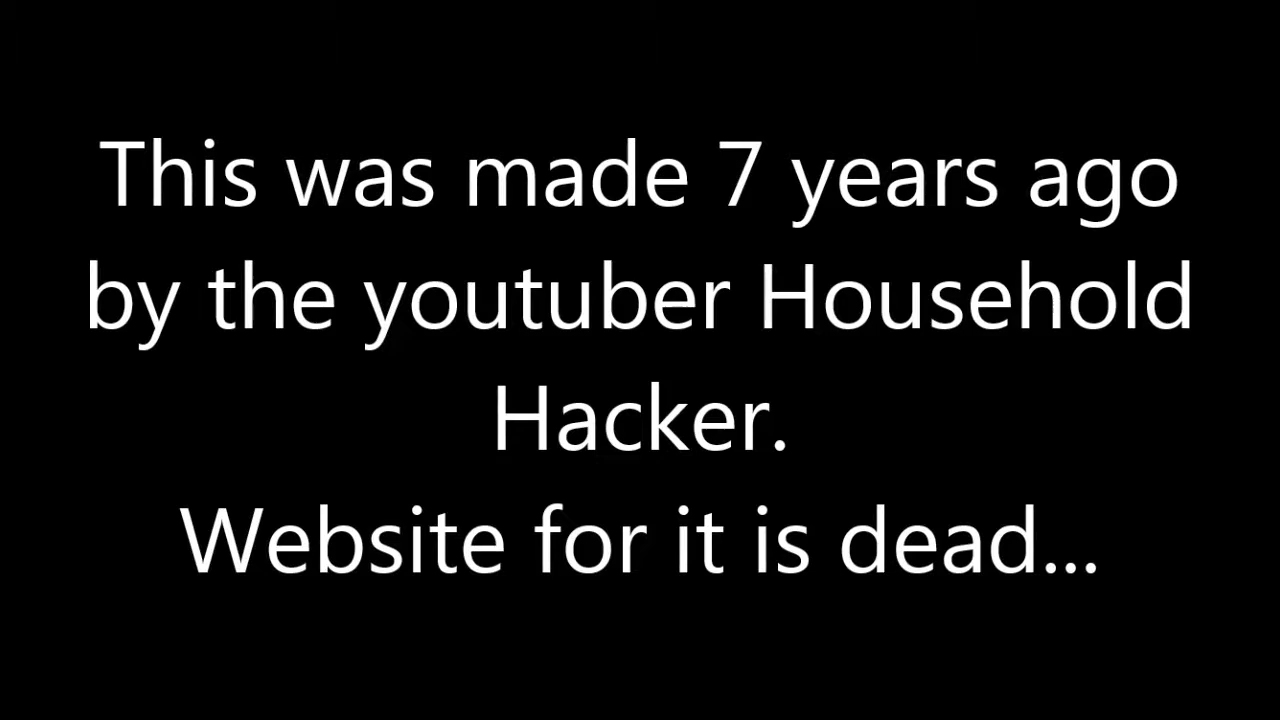 This was made 7 years ago
by the youtuber Household
Hacker.
Website for it is dead...